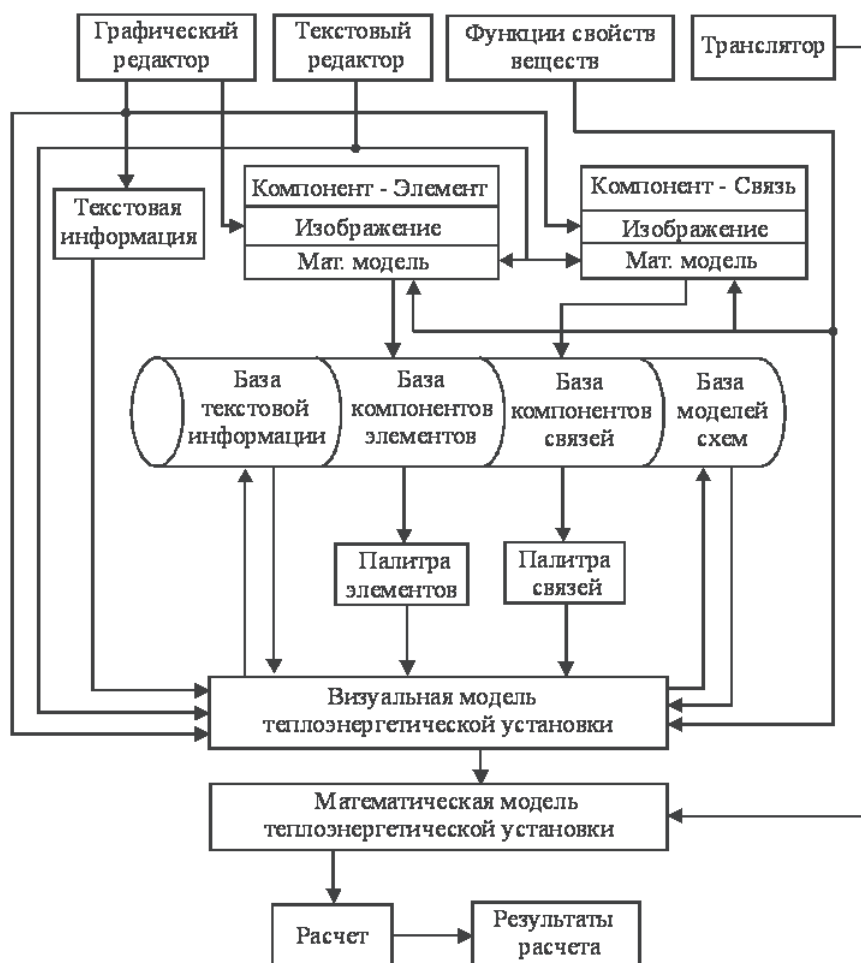 Графический
редактор
Текстовый
редактор
Функции свойств
веществ
Транслятор
Текстовая
информация
Компонент - Элемент
Изображение
Мат. модель
Компонент - Связь
Изображение
Мат. модель
База
текстовой
информации
База
компонентов
элементов
База
компонентов
связей
База
моделей
схем
Палитра
элементов
Палитра
связей
Визуальная модель
теплоэнергетической установки
Математическая модель
теплоэнергетической установки
Расчет
Результаты
расчета